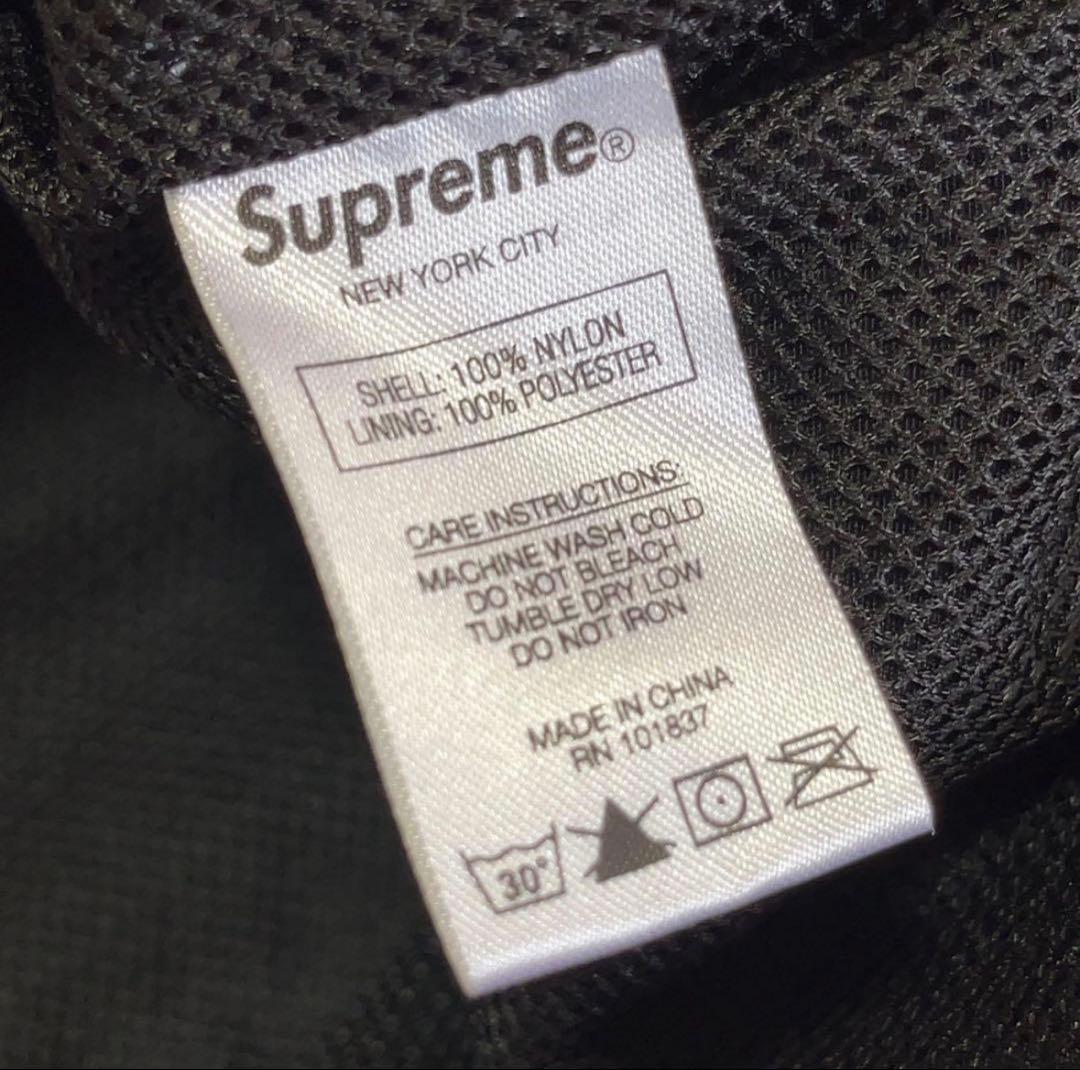 Supreme®
NEW YORK CITY
SHELL: 100% NYLON
LINING: 100% POLYESTER
CARE INSTRUCTIONS:
MACHINE WASH COLD
DO NOT BLEACH
TUMBLE DRY LOW
DO NOT IRON
MADE IN CHINA
RN 101837
30°